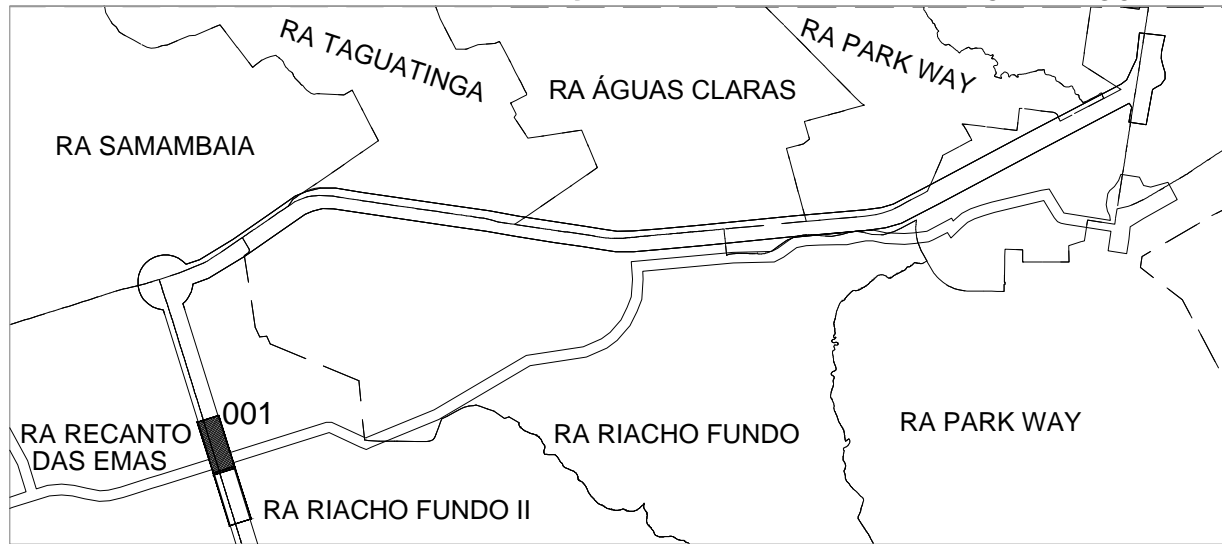 RA TAGUATINGA
RA PARK WAY
RA ÁGUAS CLARAS
RA SAMAMBAIA
001
RA RECANTO
DAS EMAS
RA RIACHO FUNDO
RA PARK WAY
RA RIACHO FUNDO II